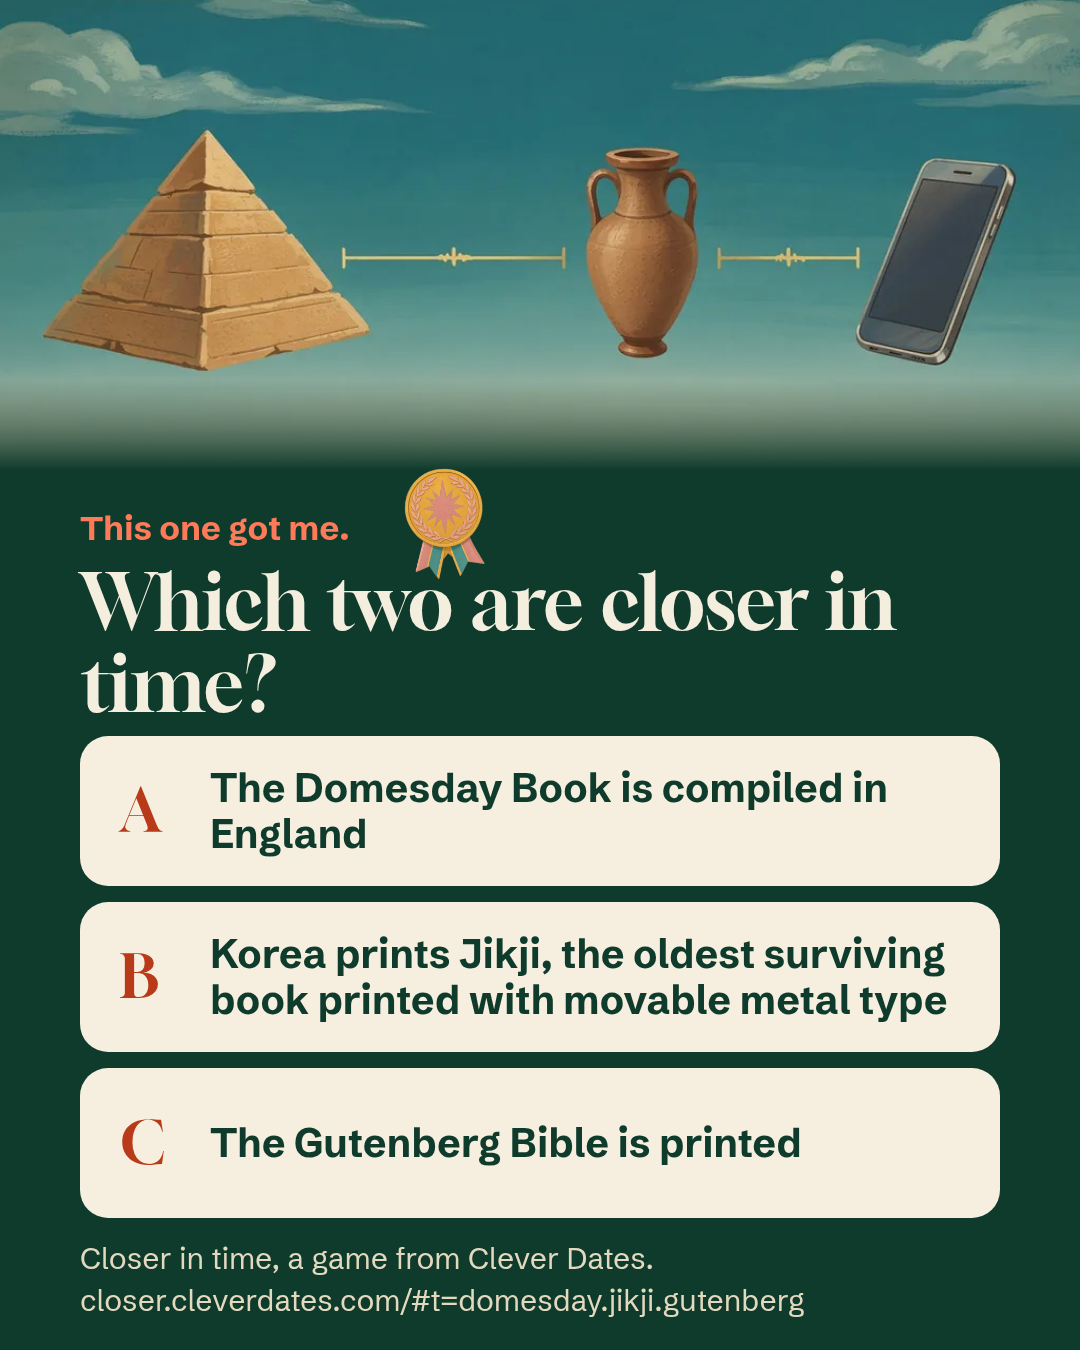 This one got me.
Which two are closer in
time?
A
The Domesday Book is compiled in
England
B
Korea prints Jikji, the oldest surviving
book printed with movable metal type
C
The Gutenberg Bible is printed
Closer in time, a game from Clever Dates.
closer.cleverdates.com/#t=domesday.jikji.gutenberg